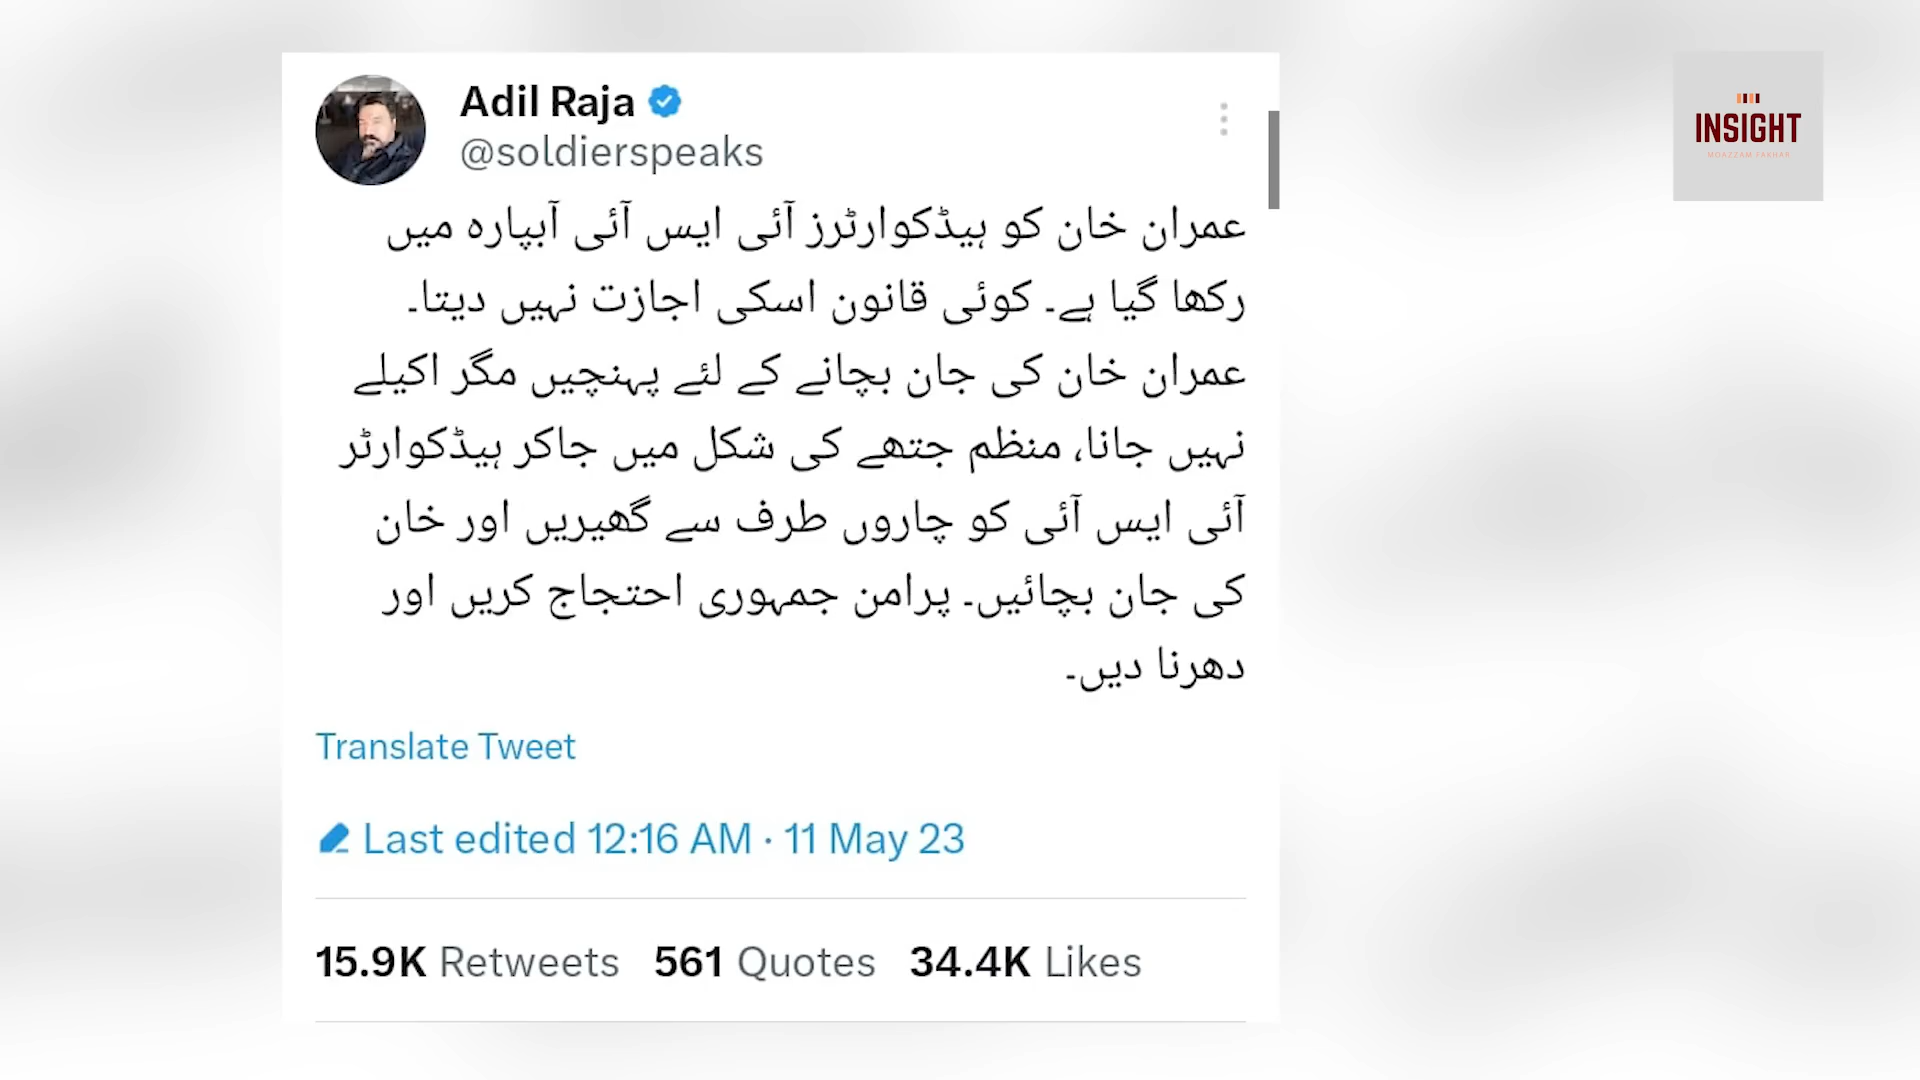 Adil Raja
@soldierspeaks
INSIGHT
MOAZZAM FAKHAR
عمران خان کو ہیڈکوارٹرز آئی ایس آئی آبپارہ میں
رکھا گیا ہے۔ کوئی قانون اسکی اجازت نہیں دیتا۔
عمران خان کی جان بچانے کے لئے پہنچیں مگر اکیلے
نہیں جانا، منظم جتھے کی شکل میں جاکر ہیڈکوارٹر
آئی ایس آئی کو چاروں طرف سے گھیریں اور خان
کی جان بچائیں۔ پرامن جمہوری احتجاج کریں اور
دھرنا دیں۔
Translate Tweet
Last edited 12:16 AM · 11 May 23
15.9K Retweets 561 Quotes 34.4K Likes